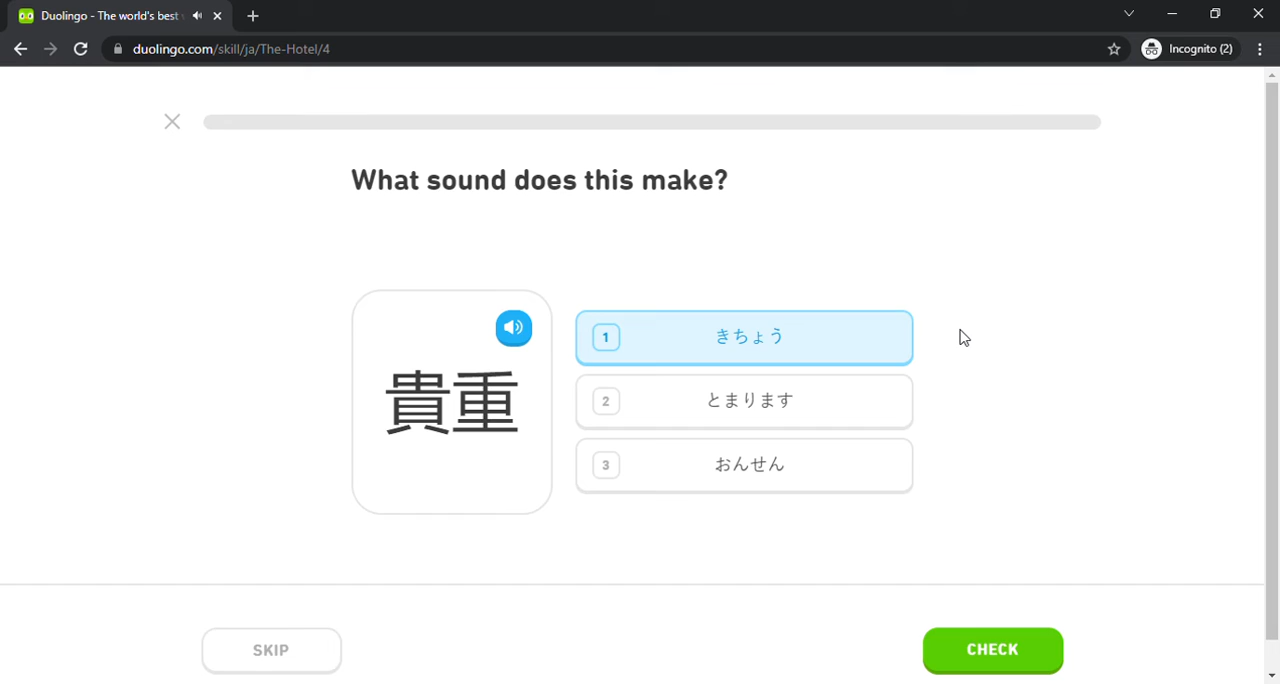 Duolingo - The world's best
duolingo.com/skill/ja/The-Hotel/4
Incognito (2)
What sound does this make?
貴重
1 きちょう
2 とまります
3 おんせん
SKIP
CHECK